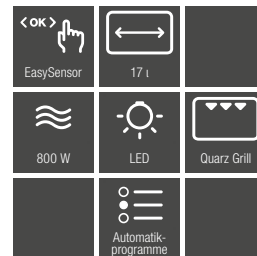 <OK>
EasySensor
17 l
800 W
LED
Quarz Grill
Automatik-
programme